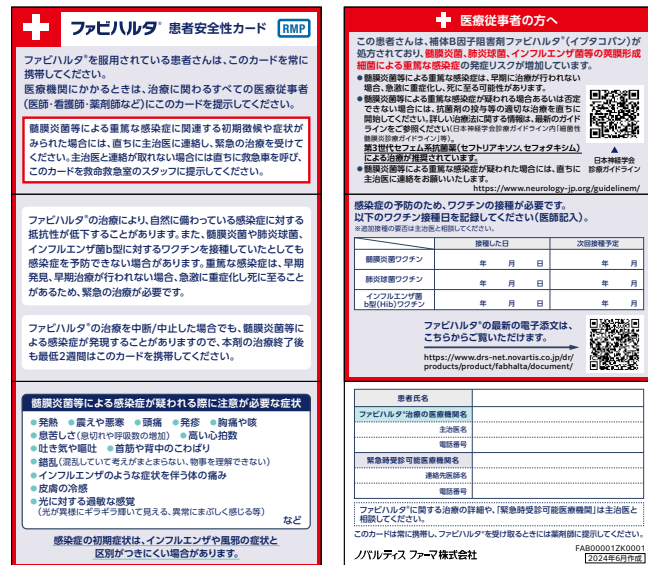 ファビハルタ® 患者安全性カード RMP
ファビハルタ®を服用されている患者さんは、このカードを常に
携帯してください。
医療機関にかかるときは、治療に関わるすべての医療従事者
(医師・看護師・薬剤師など)にこのカードを提示してください。
髄膜炎菌等による重篤な感染症に関連する初期徴候や症状が
みられた場合には、直ちに主治医に連絡し、緊急の治療を受けて
ください。主治医と連絡が取れない場合には直ちに救急車を呼び、
このカードを救命救急室のスタッフに提示してください。
ファビハルタ®の治療により、自然に備わっている感染症に対する
抵抗性が低下することがあります。また、髄膜炎菌や肺炎球菌、
インフルエンザ菌b型に対するワクチンを接種していたとしても
感染症を予防できない場合があります。重篤な感染症は、早期
発見、早期治療が行われない場合、急激に重症化し死に至ること
があるため、緊急の治療が必要です。
ファビハルタ®の治療を中断/中止した場合でも、髄膜炎菌等に
よる感染症が発現することがありますので、本剤の治療終了後
も最低2週間はこのカードを携帯してください。
髄膜炎菌等による感染症が疑われる際に注意が必要な症状
●発熱 ●震えや悪寒 ●頭痛 ●発疹 ●胸痛や咳
●息苦しさ(息切れや呼吸数の増加) ●高い心拍数
●吐き気や嘔吐 ●首筋や背中のこわばり
●錯乱(混乱していて考えがまとまらない、物事を理解できない)
●インフルエンザのような症状を伴う体の痛み
●皮膚の冷感
●光に対する過敏な感覚
(光が異様にギラギラ輝いて見える、異常にまぶしく感じる等)
など
感染症の初期症状は、インフルエンザや風邪の症状と
区別がつきにくい場合があります。
医療従事者の方へ
この患者さんは、補体B因子阻害剤ファビハルタ®(イプタコパン)が
処方されており、髄膜炎菌、肺炎球菌、インフルエンザ菌等の莢膜形成
細菌による重篤な感染症の発症リスクが増加しています。
●髄膜炎菌等による重篤な感染症は、早期に治療が行われない
場合、急激に重症化し、死に至る可能性があります。
●髄膜炎菌等による重篤な感染症が疑われる場合あるいは否定
できない場合には、抗菌剤の投与等の適切な治療を直ちに
開始してください。詳しい治療法に関する情報は、最新のガイド
ラインをご参照ください(日本神経学会診療ガイドライン内「細菌性
髄膜炎診療ガイドライン」等)。
第3世代セフェム系抗菌薬(セフトリアキソン、セフォタキシム)
による治療が推奨されています。
●髄膜炎菌等による重篤な感染症が疑われた場合には、直ちに
主治医に連絡をお願いいたします。
▲
日本神経学会
診療ガイドライン
https://www.neurology-jp.org/guidelinem/
感染症の予防のため、ワクチンの接種が必要です。
以下のワクチン接種日を記録してください(医師記入)。
※追加接種の要否は主治医と相談してください。
接種した日 次回接種予定
髄膜炎菌ワクチン 年 月 日 年 月
肺炎球菌ワクチン 年 月 日 年 月
インフルエンザ菌
b型(Hib)ワクチン 年 月 日 年 月
ファビハルタ®の最新の電子添文は、
こちらからご覧いただけます。
https://www.drs-net.novartis.co.jp/dr/
products/product/fabhalta/document/
患者氏名
ファビハルタ®治療の医療機関名
主治医名
電話番号
緊急時受診可能医療機関名
連絡先医師名
電話番号
ファビハルタ®に関する治療の詳細や、「緊急時受診可能医療機関」は主治医と
相談してください。
このカードは常に携帯し、ファビハルタ®を受け取るときには薬剤師に提示してください。
ノバルティス ファーマ株式会社
FAB00001ZK0001
2024年6月作成